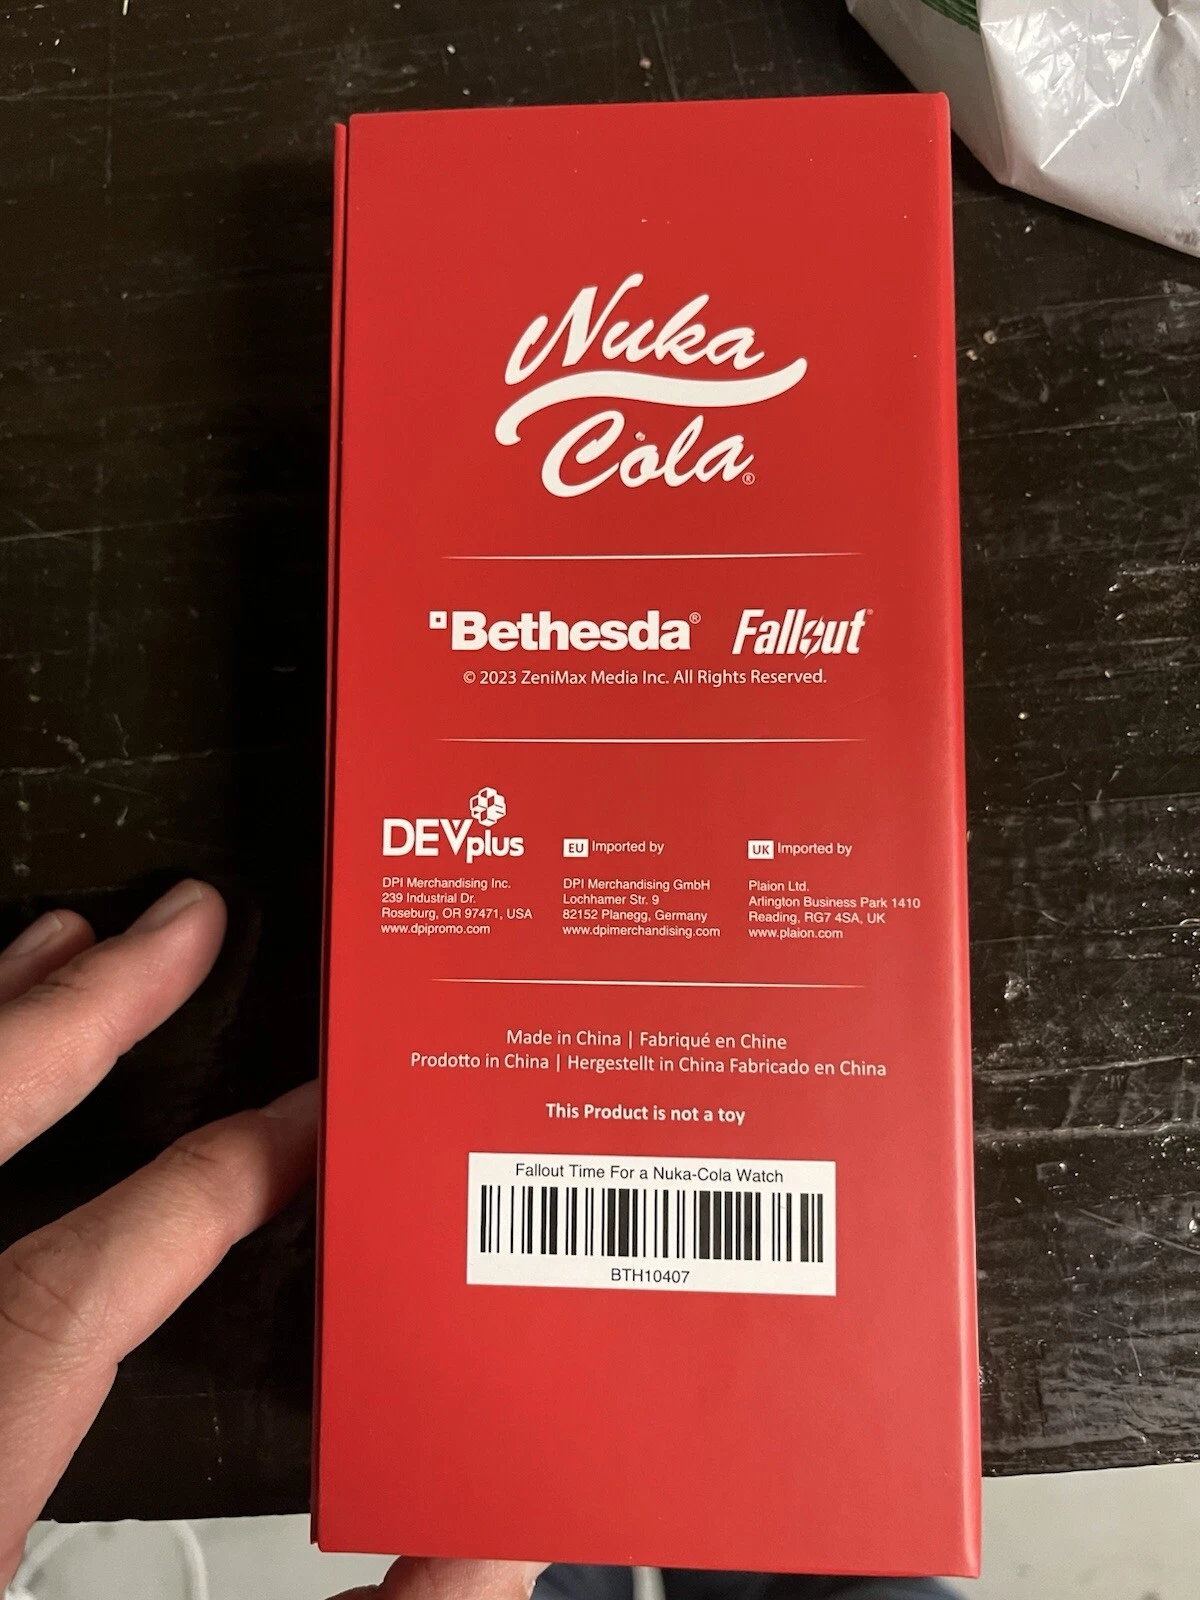 Nuka
Cola®
Bethesda® Fallout®
© 2023 ZeniMax Media Inc. All Rights Reserved.
DEVplus
DPI Merchandising Inc.
239 Industrial Dr.
Roseburg, OR 97471, USA
www.dpipromo.com
EU Imported by
DPI Merchandising GmbH
Lochhamer Str. 9
82152 Planegg, Germany
www.dpimerchandising.com
UK Imported by
Plaion Ltd.
Arlington Business Park 1410
Reading, RG7 4SA, UK
www.plaion.com
Made in China | Fabriqué en Chine
Prodotto in China | Hergestellt in China Fabricado en China
This Product is not a toy
Fallout Time For a Nuka-Cola Watch
BTH10407